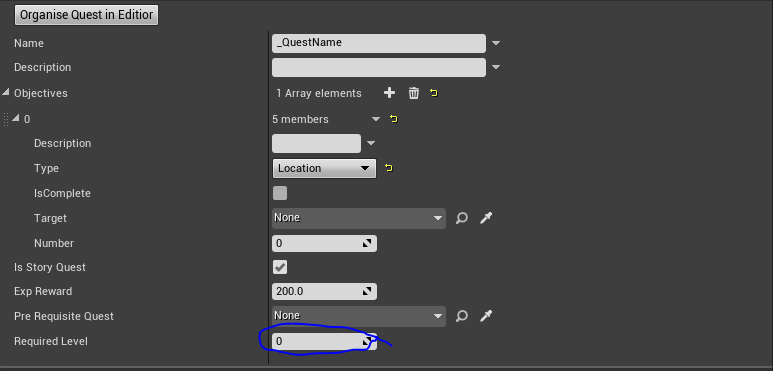 Organise Quest in Editior
Name _QuestName
Description
Objectives 1 Array elements
0 5 members
Description
Type Location
IsComplete
Target None
Number 0
Is Story Quest
Exp Reward 200.0
Pre Requisite Quest None
Required Level 0